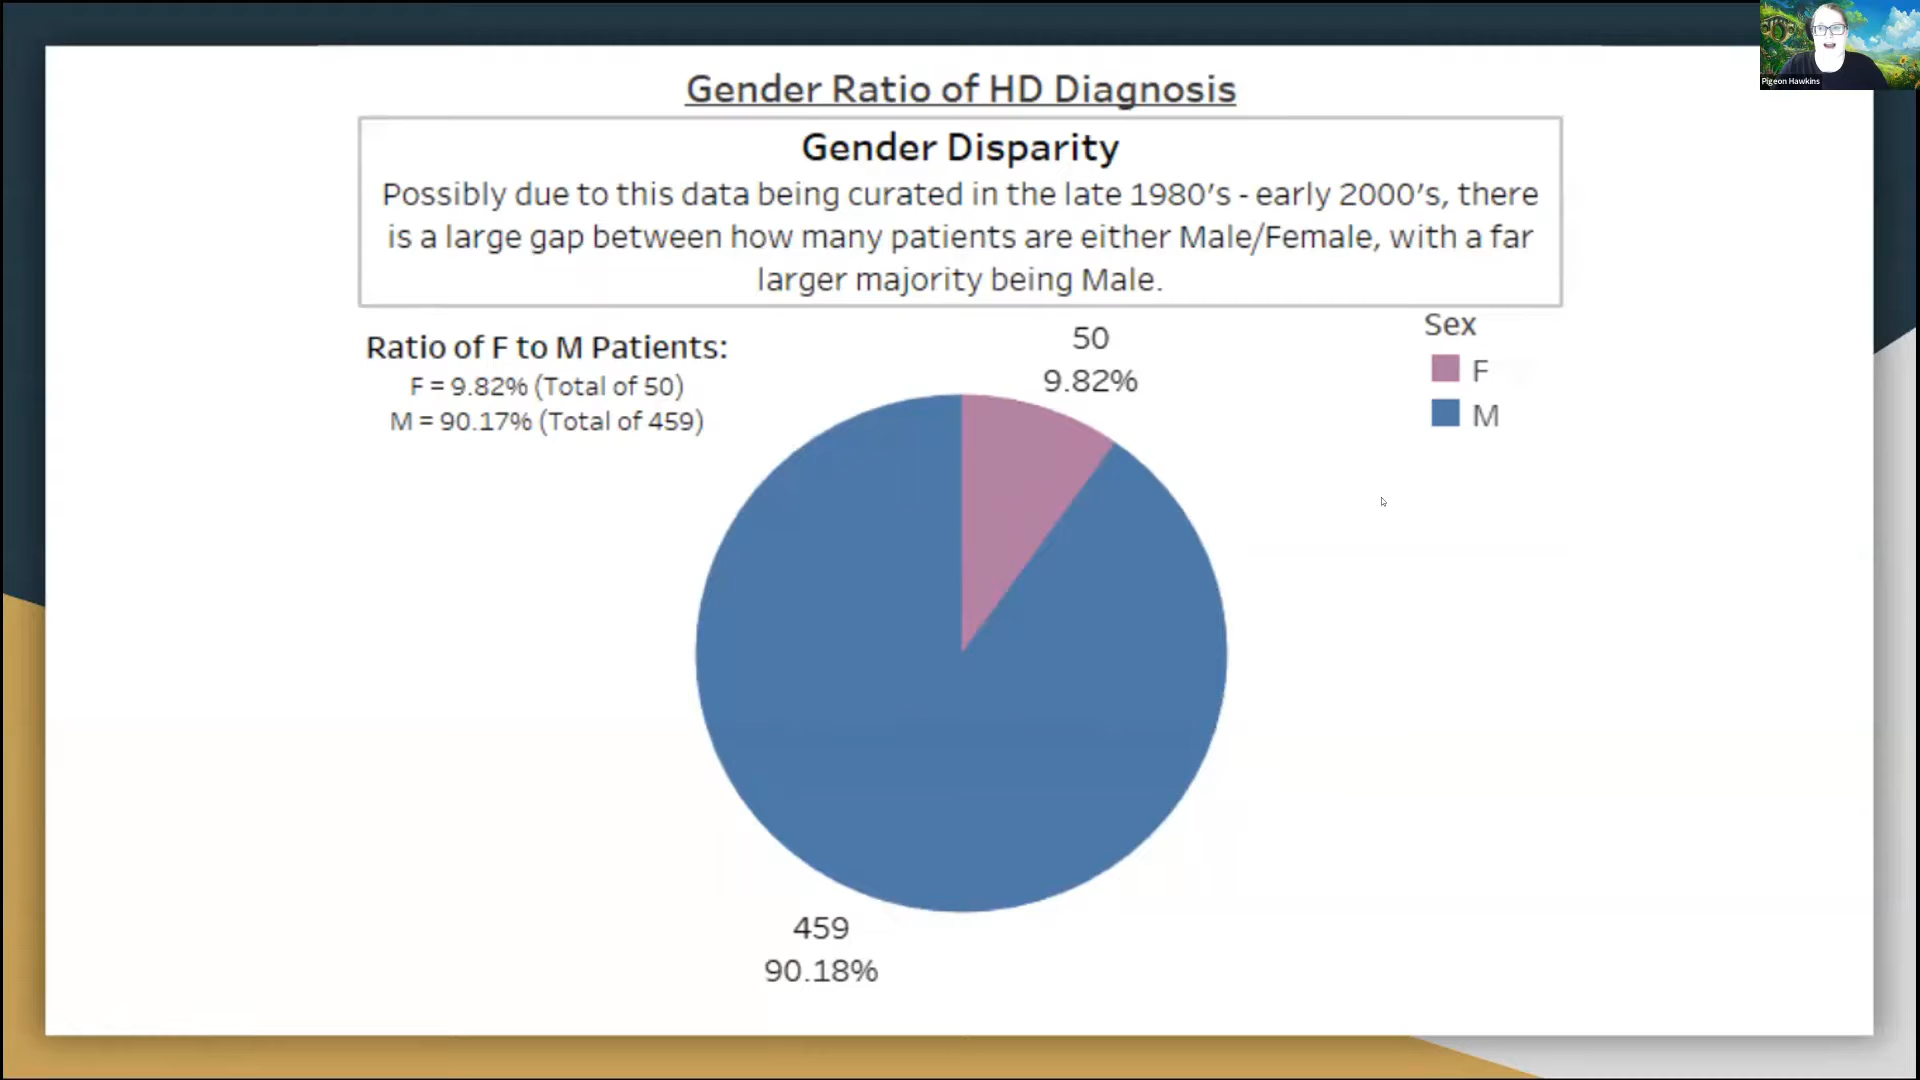 Pigeon Hawkins
Gender Ratio of HD Diagnosis
Gender Disparity
Possibly due to this data being curated in the late 1980's - early 2000's, there
is a large gap between how many patients are either Male/Female, with a far
larger majority being Male.
Ratio of F to M Patients:
F = 9.82% (Total of 50)
M = 90.17% (Total of 459)
50
9.82%
Sex
F
M
459
90.18%